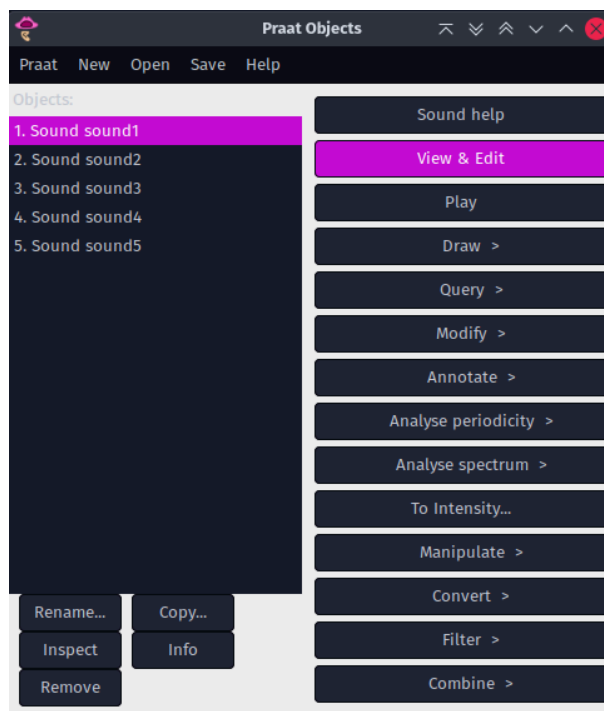 Praat Objects
Praat New Open Save Help
Objects:
1. Sound sound1
2. Sound sound2
3. Sound sound3
4. Sound sound4
5. Sound sound5
Rename... Copy...
Inspect Info
Remove
Sound help
View & Edit
Play
Draw >
Query >
Modify >
Annotate >
Analyse periodicity >
Analyse spectrum >
To Intensity...
Manipulate >
Convert >
Filter >
Combine >